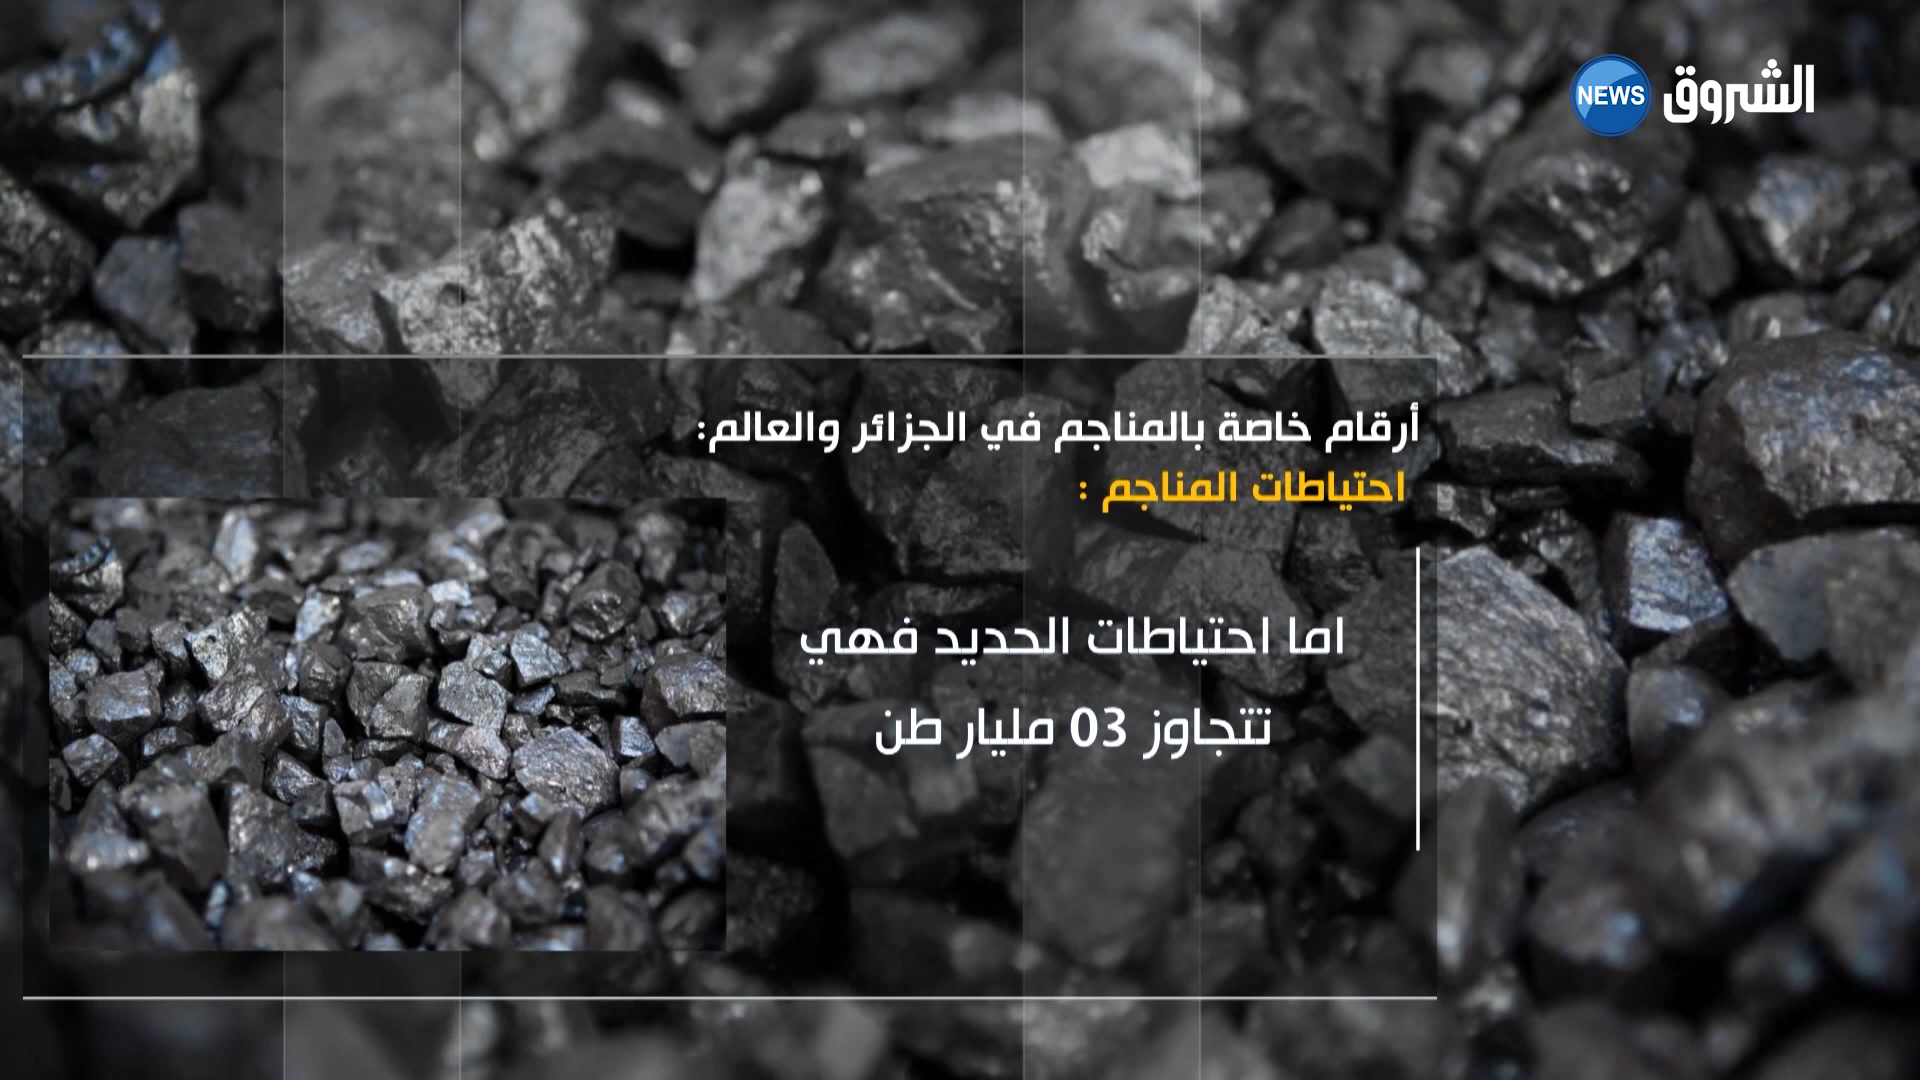 الشروق NEWS
أرقام خاصة بالمناجم في الجزائر والعالم:
احتياطات المناجم :
اما احتياطات الحديد فهي
تتجاوز 03 مليار طن